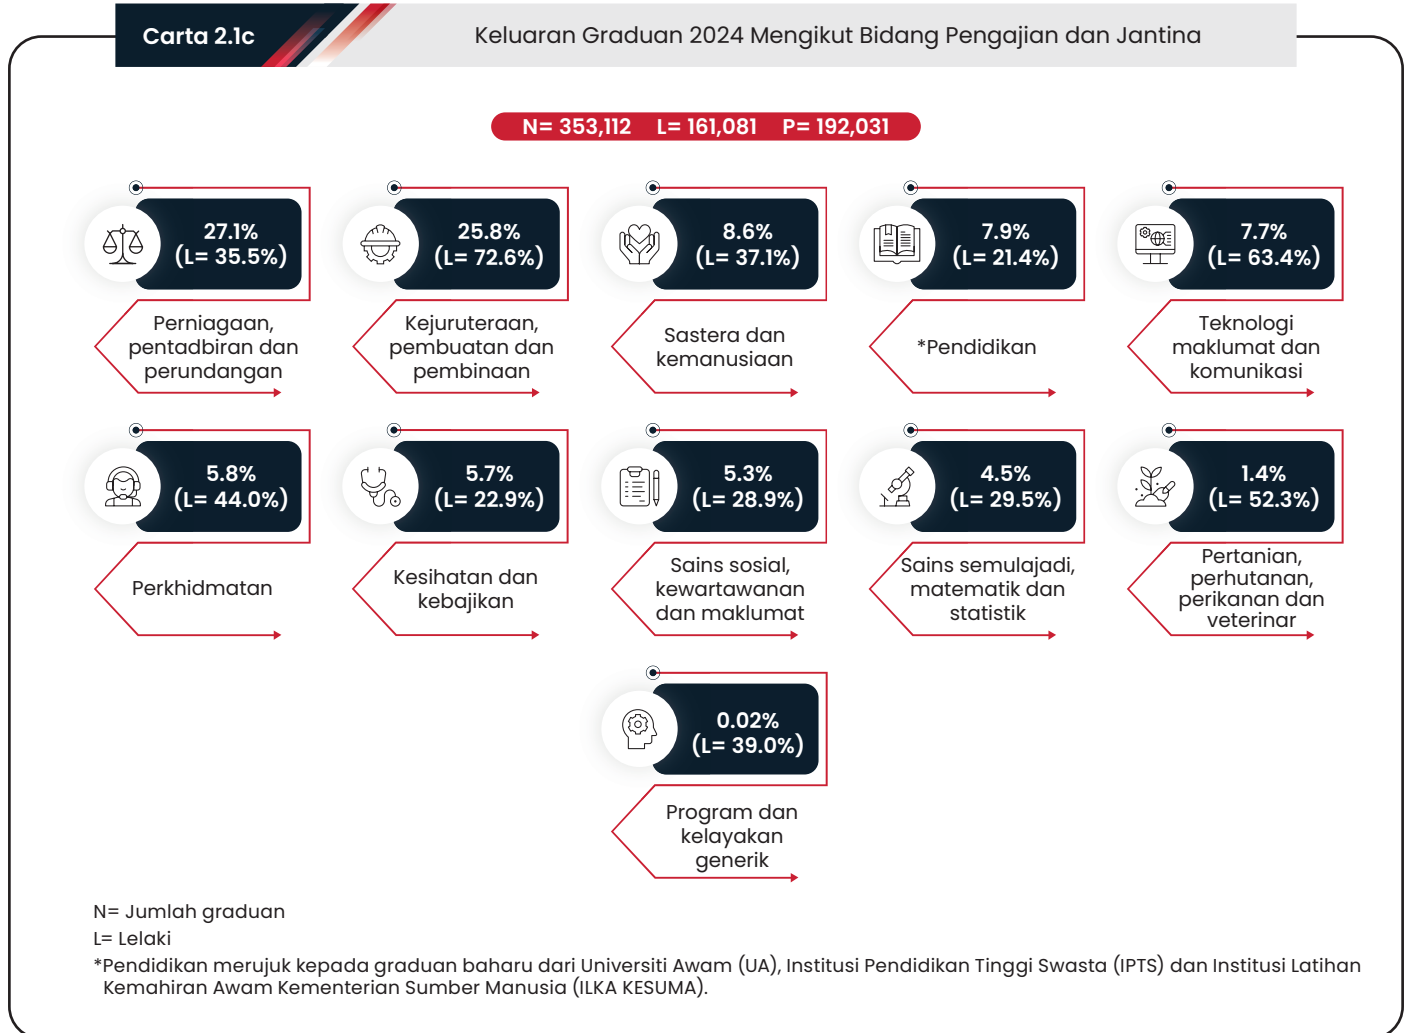 Carta 2.1c
Keluaran Graduan 2024 Mengikut Bidang Pengajian dan Jantina
N= 353,112 L= 161,081 P= 192,031
27.1%
(L= 35.5%)
Perniagaan,
pentadbiran dan
perundangan
25.8%
(L= 72.6%)
Kejuruteraan,
pembuatan dan
pembinaan
8.6%
(L= 37.1%)
Sastera dan
kemanusiaan
7.9%
(L= 21.4%)
*Pendidikan
7.7%
(L= 63.4%)
Teknologi
maklumat dan
komunikasi
5.8%
(L= 44.0%)
Perkhidmatan
5.7%
(L= 22.9%)
Kesihatan dan
kebajikan
5.3%
(L= 28.9%)
Sains sosial,
kewartawanan
dan maklumat
4.5%
(L= 29.5%)
Sains semulajadi,
matematik dan
statistik
1.4%
(L= 52.3%)
Pertanian,
perhutanan,
perikanan dan
veterinar
0.02%
(L= 39.0%)
Program dan
kelayakan
generik
N= Jumlah graduan
L= Lelaki
*Pendidikan merujuk kepada graduan baharu dari Universiti Awam (UA), Institusi Pendidikan Tinggi Swasta (IPTS) dan Institusi Latihan
Kemahiran Awam Kementerian Sumber Manusia (ILKA KESUMA).